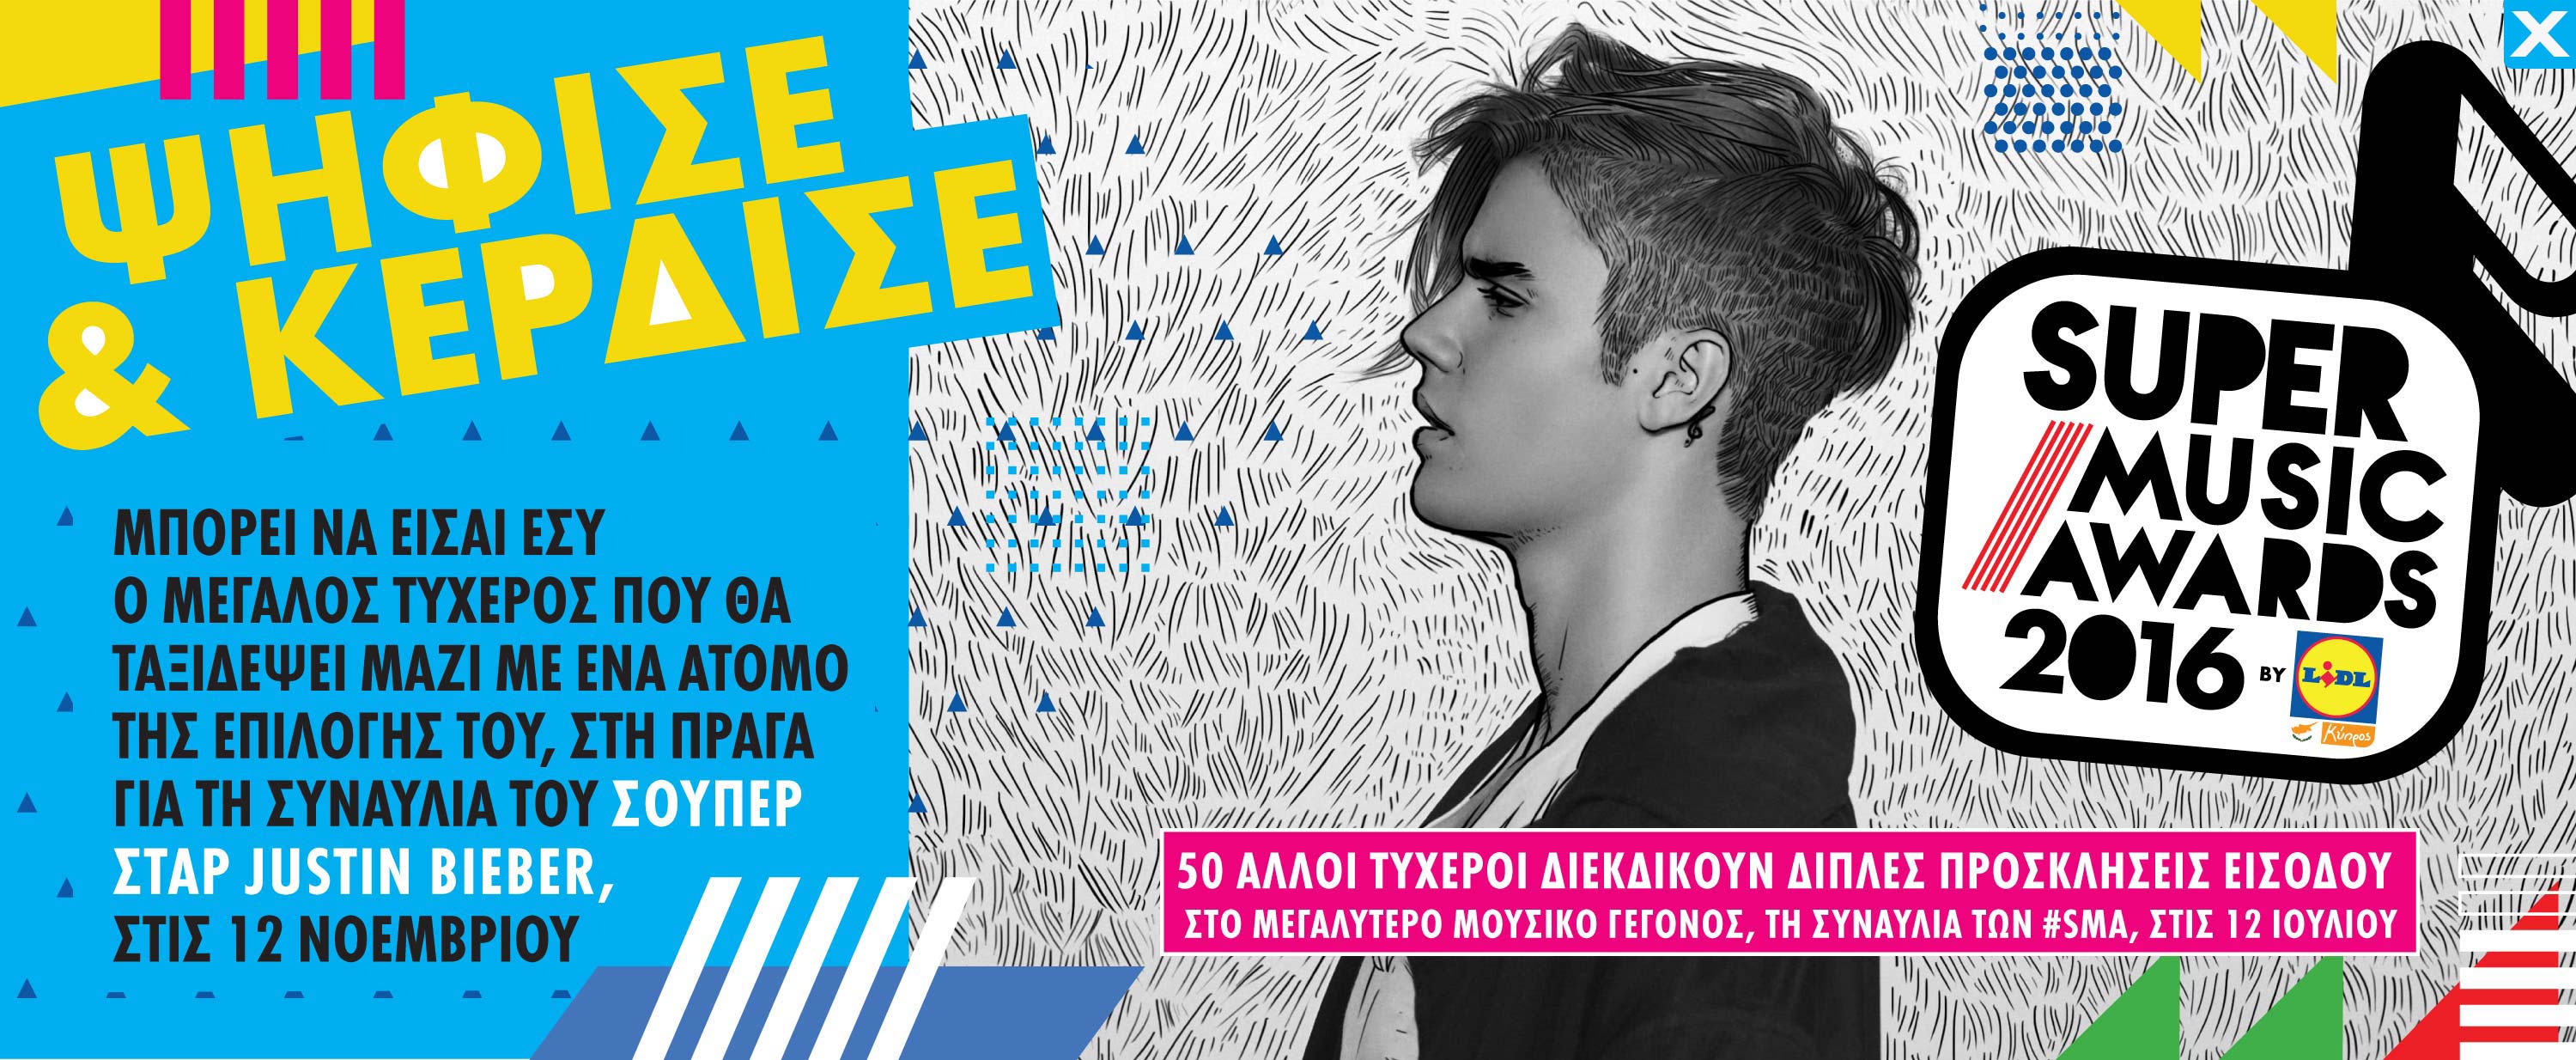 ΨΗΦΙΣΕ
& ΚΕΡΔΙΣΕ
ΜΠΟΡΕΙ ΝΑ ΕΙΣΑΙ ΕΣΥ
Ο ΜΕΓΑΛΟΣ ΤΥΧΕΡΟΣ ΠΟΥ ΘΑ
ΤΑΞΙΔΕΨΕΙ ΜΑΖΙ ΜΕ ΕΝΑ ΑΤΟΜΟ
ΤΗΣ ΕΠΙΛΟΓΗΣ ΤΟΥ, ΣΤΗ ΠΡΑΓΑ
ΓΙΑ ΤΗ ΣΥΝΑΥΛΙΑ ΤΟΥ ΣΟΥΠΕΡ
ΣΤΑΡ JUSTIN BIEBER,
ΣΤΙΣ 12 ΝΟΕΜΒΡΙΟΥ
X
SUPER
MUSIC
AWARDS
2016 BY LIDL
Κύπρος
50 ΑΛΛΟΙ ΤΥΧΕΡΟΙ ΔΙΕΚΔΙΚΟΥΝ ΔΙΠΛΕΣ ΠΡΟΣΚΛΗΣΕΙΣ ΕΙΣΟΔΟΥ
ΣΤΟ ΜΕΓΑΛΥΤΕΡΟ ΜΟΥΣΙΚΟ ΓΕΓΟΝΟΣ, ΤΗ ΣΥΝΑΥΛΙΑ ΤΩΝ #SMA, ΣΤΙΣ 12 ΙΟΥΛΙΟΥ